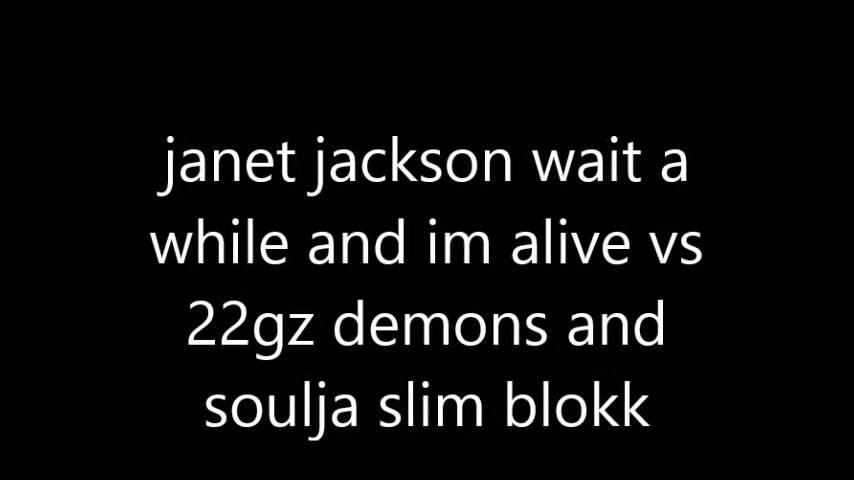 janet jackson wait a
while and im alive vs
22gz demons and
soulja slim blokk